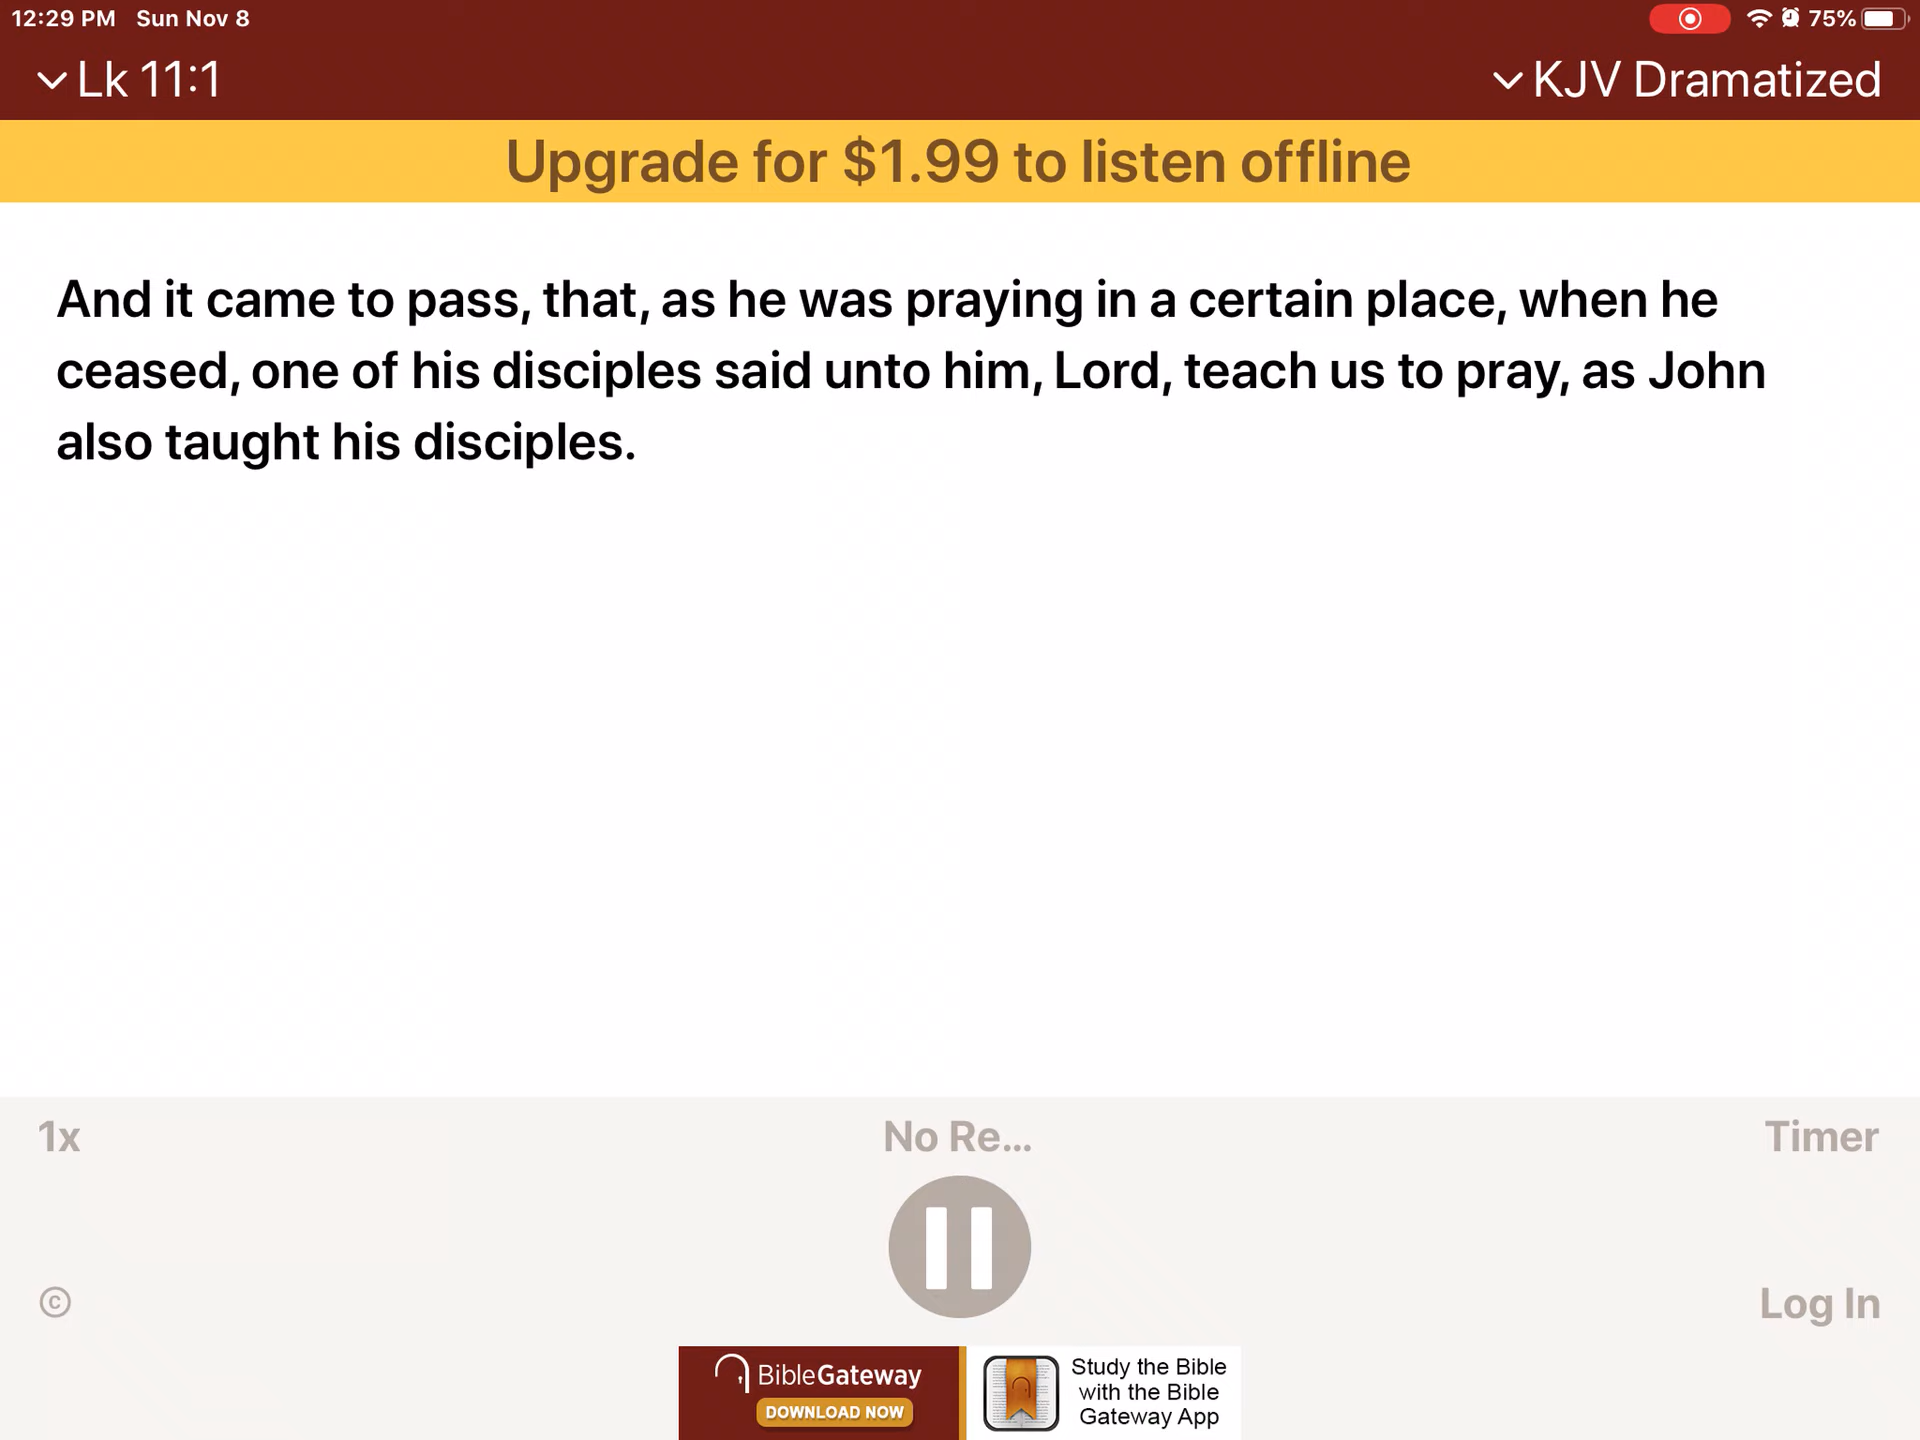 12:29 PM Sun Nov 8 75%
Lk 11:1 KJV Dramatized
Upgrade for $1.99 to listen offline
And it came to pass, that, as he was praying in a certain place, when he
ceased, one of his disciples said unto him, Lord, teach us to pray, as John
also taught his disciples.
1x No Re... Timer
© Log In
BibleGateway
DOWNLOAD NOW
Study the Bible
with the Bible
Gateway App